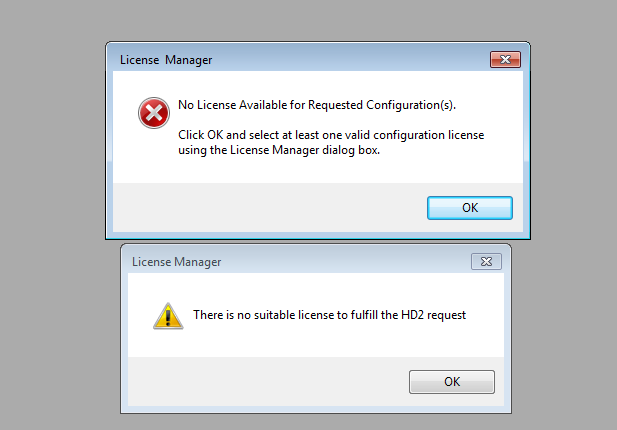 License Manager
No License Available for Requested Configuration(s).
Click OK and select at least one valid configuration license
using the License Manager dialog box.
OK
License Manager
There is no suitable license to fulfill the HD2 request
OK